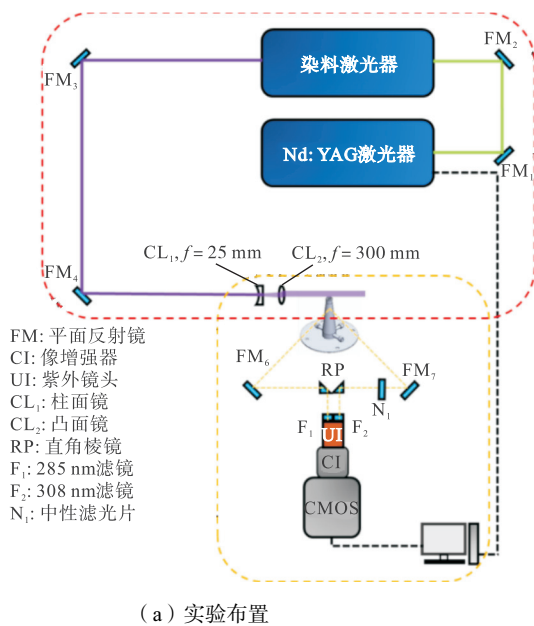 染料激光器
FM₂
FM₃
Nd: YAG激光器
FM₁
CL₁, f = 25 mm
CL₂, f = 300 mm
FM₄
FM: 平面反射镜
CI: 像增强器
UI: 紫外镜头
CL₁: 柱面镜
CL₂: 凸面镜
RP: 直角棱镜
F₁: 285 nm滤镜
F₂: 308 nm滤镜
N₁: 中性滤光片
FM₆
RP
FM₇
N₁
F₁
UI
F₂
CI
CMOS
（a）实验布置